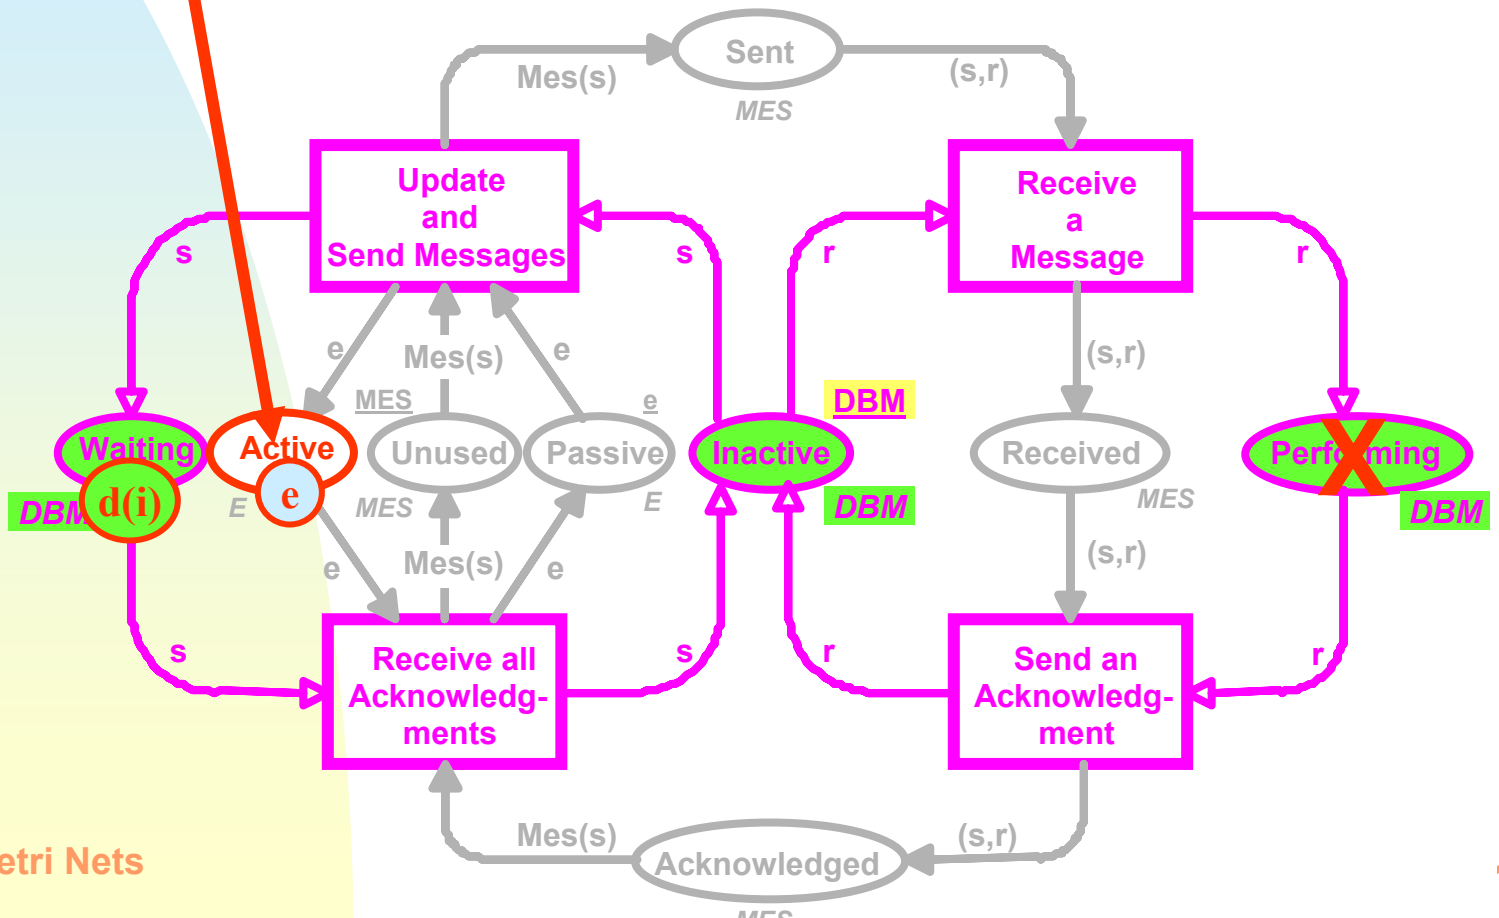 Sent
Mes(s)
(s,r)
MES
Update
and
Send Messages
Receive
a
Message
s
s
r
r
e
Mes(s)
e
(s,r)
MES
e
DBM
Waiting
Active
Unused
Passive
Inactive
Received
Performing
DBM
d(i)
E
e
MES
E
DBM
MES
DBM
e
Mes(s)
e
(s,r)
s
s
r
r
Receive all
Acknowledg-
ments
Send an
Acknowledg-
ment
Mes(s)
(s,r)
Acknowledged
etri Nets
MES